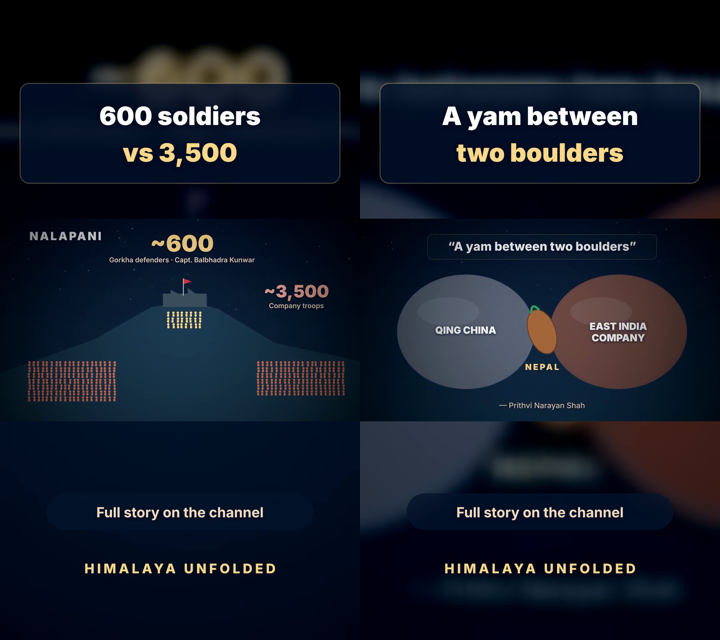 600 soldiers
vs 3,500
NALAPANI
~600
Gorkha defenders · Capt. Balbhadra Kunwar
~3,500
Company troops
Full story on the channel
HIMALAYA UNFOLDED
A yam between
two boulders
“A yam between two boulders”
QING CHINA
EAST INDIA
COMPANY
NEPAL
— Prithvi Narayan Shah
Full story on the channel
HIMALAYA UNFOLDED